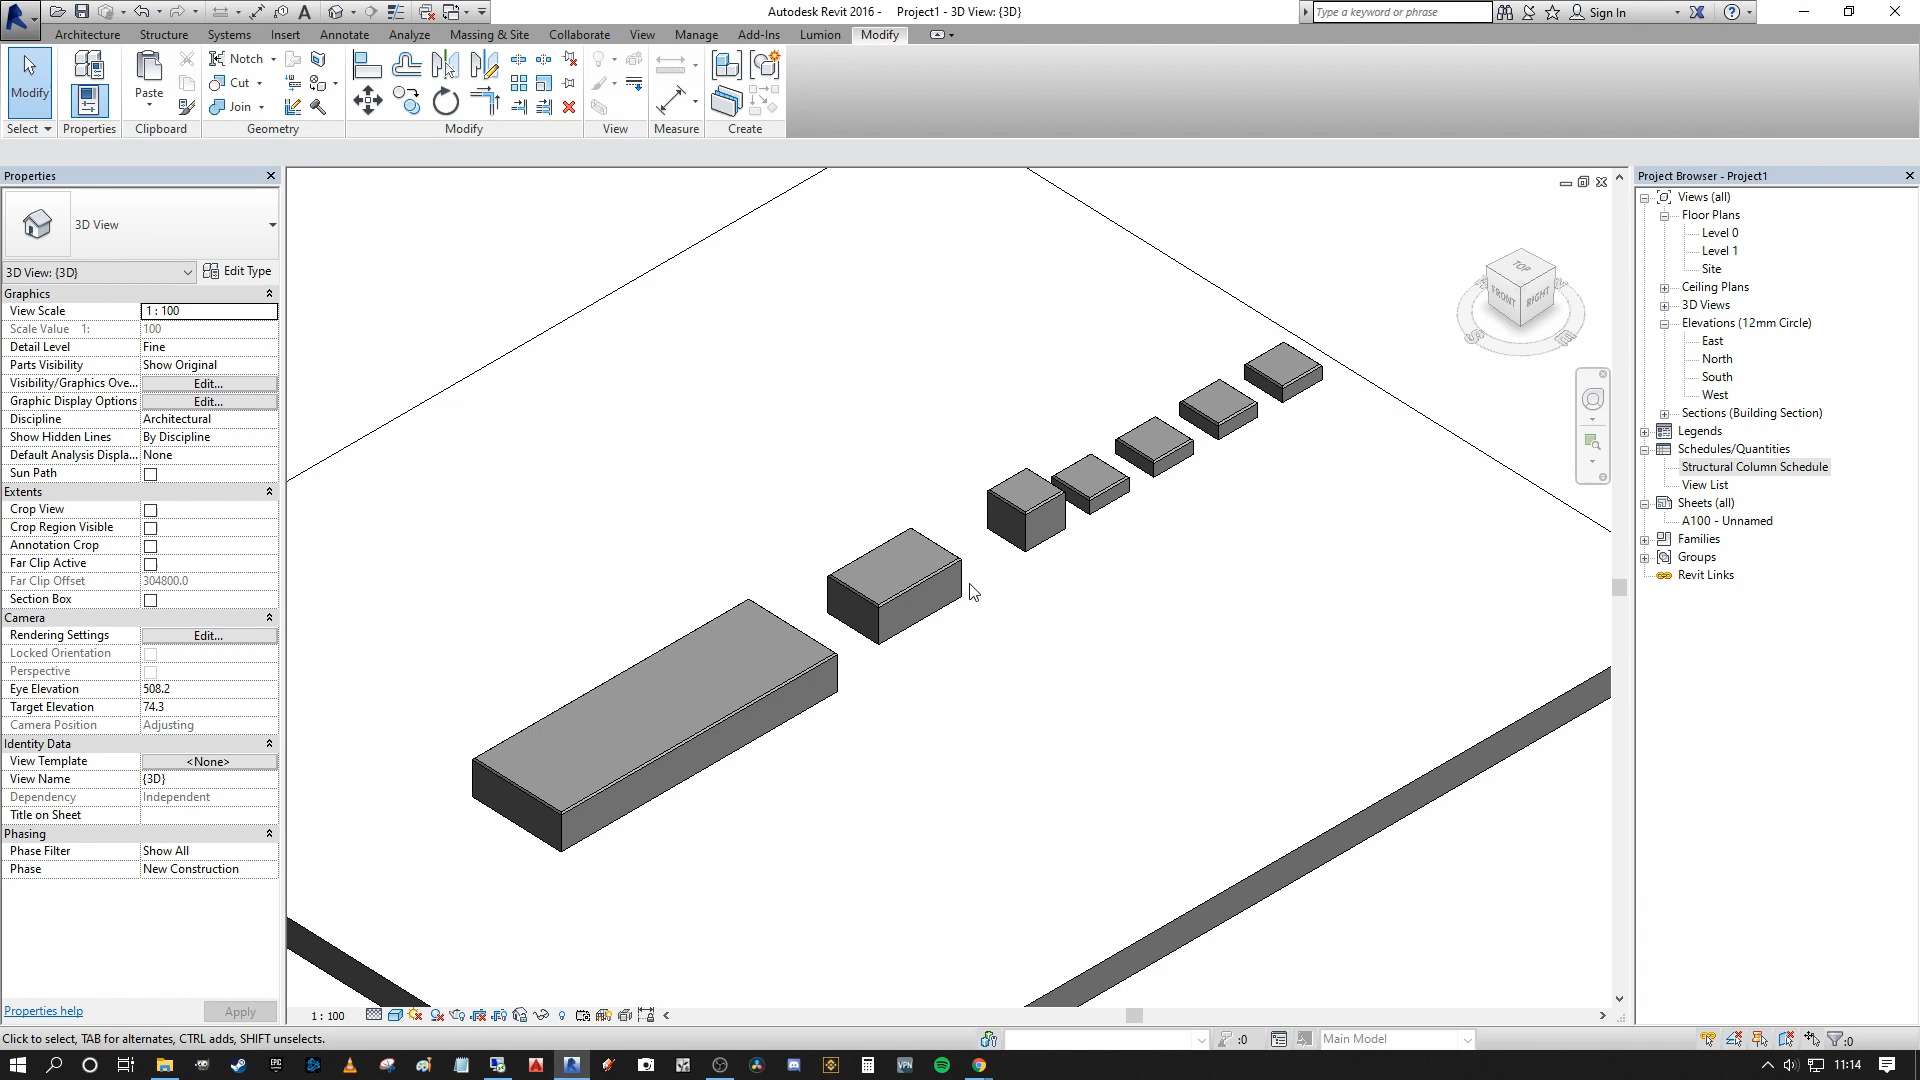 Autodesk Revit 2016 -     Project1 - 3D View: {3D}
Type a keyword or phrase
Sign In
Architecture Structure Systems Insert Annotate Analyze Massing & Site Collaborate View Manage Add-Ins Lumion Modify
Modify
Paste
Notch
Cut
Join
Select Properties Clipboard Geometry Modify View Measure Create
Properties
3D View
3D View: {3D}
Edit Type
Graphics
View Scale 1 : 100
Scale Value 1: 100
Detail Level Fine
Parts Visibility Show Original
Visibility/Graphics Ove... Edit...
Graphic Display Options Edit...
Discipline Architectural
Show Hidden Lines By Discipline
Default Analysis Displa... None
Sun Path
Extents
Crop View
Crop Region Visible
Annotation Crop
Far Clip Active
Far Clip Offset 304800.0
Section Box
Camera
Rendering Settings Edit...
Locked Orientation
Perspective
Eye Elevation 508.2
Target Elevation 74.3
Camera Position Adjusting
Identity Data
View Template <None>
View Name {3D}
Dependency Independent
Title on Sheet
Phasing
Phase Filter Show All
Phase New Construction
Properties help
Apply
TOP
FRONT
RIGHT
Project Browser - Project1
Views (all)
Floor Plans
Level 0
Level 1
Site
Ceiling Plans
3D Views
Elevations (12mm Circle)
East
North
South
West
Sections (Building Section)
Legends
Schedules/Quantities
Structural Column Schedule
View List
Sheets (all)
A100 - Unnamed
Families
Groups
Revit Links
1 : 100
Click to select, TAB for alternates, CTRL adds, SHIFT unselects.
:0
Main Model
:0
EPIC
VPN
11:14